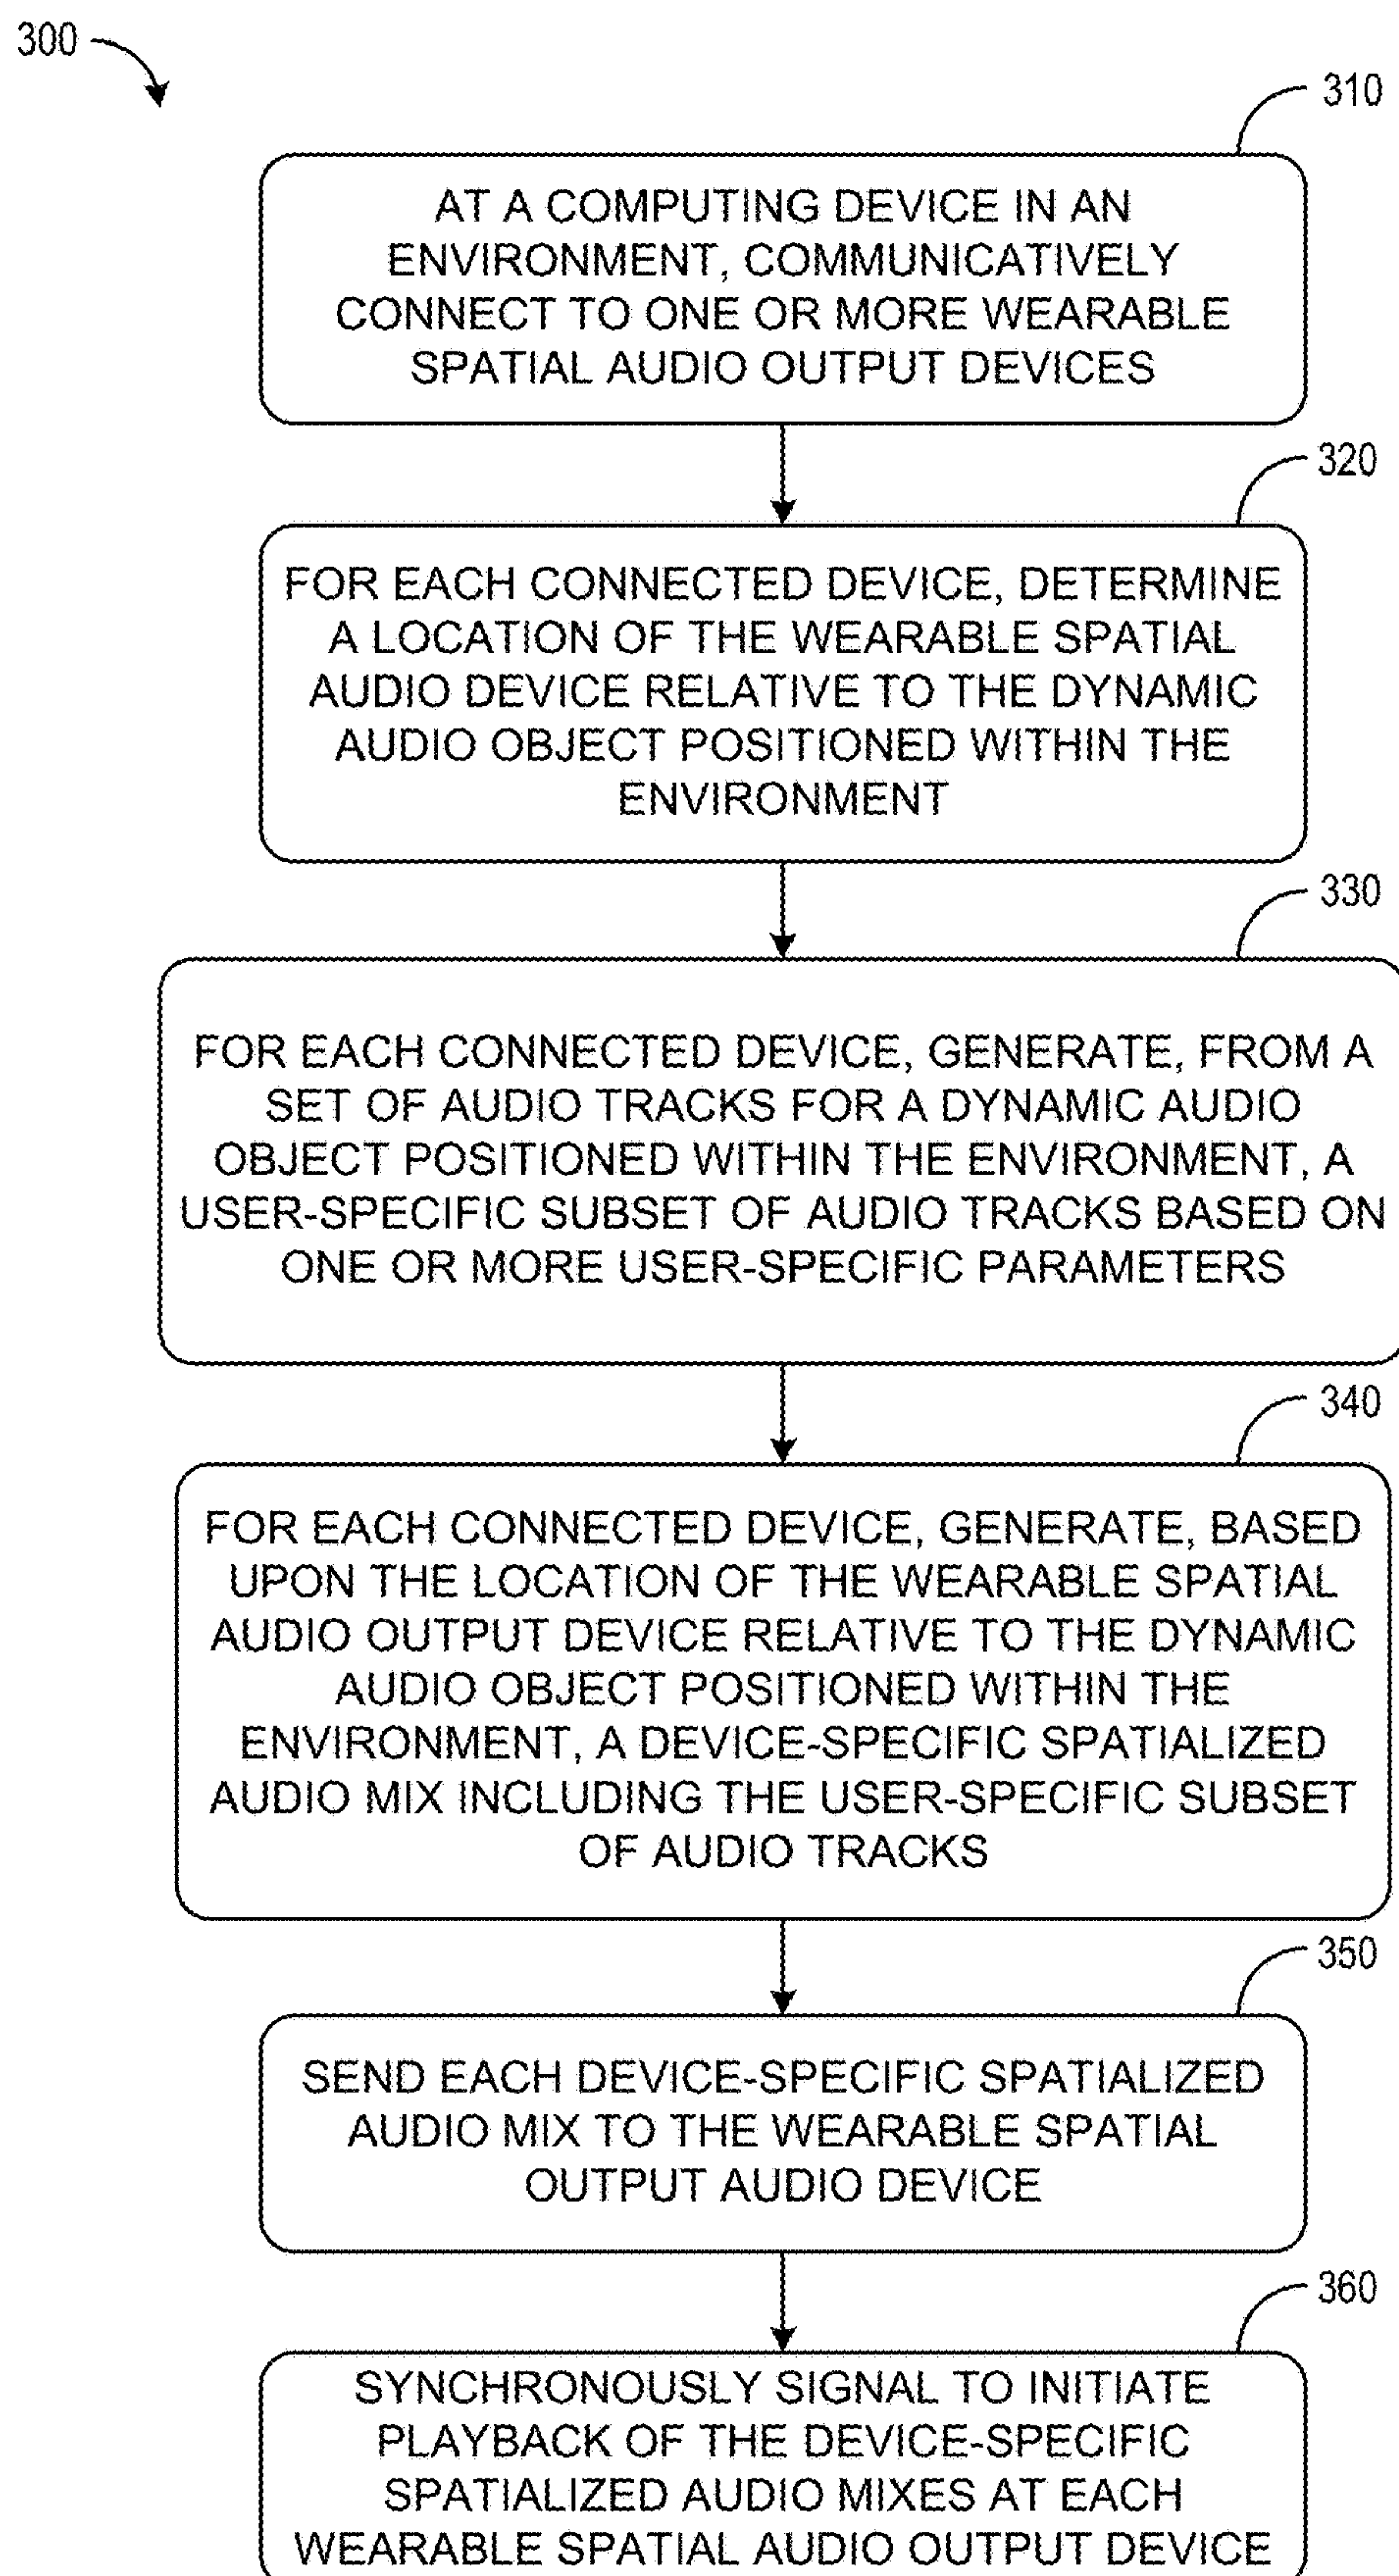 300
310
AT A COMPUTING DEVICE IN AN
ENVIRONMENT, COMMUNICATIVELY
CONNECT TO ONE OR MORE WEARABLE
SPATIAL AUDIO OUTPUT DEVICES
320
FOR EACH CONNECTED DEVICE, DETERMINE
A LOCATION OF THE WEARABLE SPATIAL
AUDIO DEVICE RELATIVE TO THE DYNAMIC
AUDIO OBJECT POSITIONED WITHIN THE
ENVIRONMENT
330
FOR EACH CONNECTED DEVICE, GENERATE, FROM A
SET OF AUDIO TRACKS FOR A DYNAMIC AUDIO
OBJECT POSITIONED WITHIN THE ENVIRONMENT, A
USER-SPECIFIC SUBSET OF AUDIO TRACKS BASED ON
ONE OR MORE USER-SPECIFIC PARAMETERS
340
FOR EACH CONNECTED DEVICE, GENERATE, BASED
UPON THE LOCATION OF THE WEARABLE SPATIAL
AUDIO OUTPUT DEVICE RELATIVE TO THE DYNAMIC
AUDIO OBJECT POSITIONED WITHIN THE
ENVIRONMENT, A DEVICE-SPECIFIC SPATIALIZED
AUDIO MIX INCLUDING THE USER-SPECIFIC SUBSET
OF AUDIO TRACKS
350
SEND EACH DEVICE-SPECIFIC SPATIALIZED
AUDIO MIX TO THE WEARABLE SPATIAL
OUTPUT AUDIO DEVICE
360
SYNCHRONOUSLY SIGNAL TO INITIATE
PLAYBACK OF THE DEVICE-SPECIFIC
SPATIALIZED AUDIO MIXES AT EACH
WEARABLE SPATIAL AUDIO OUTPUT DEVICE